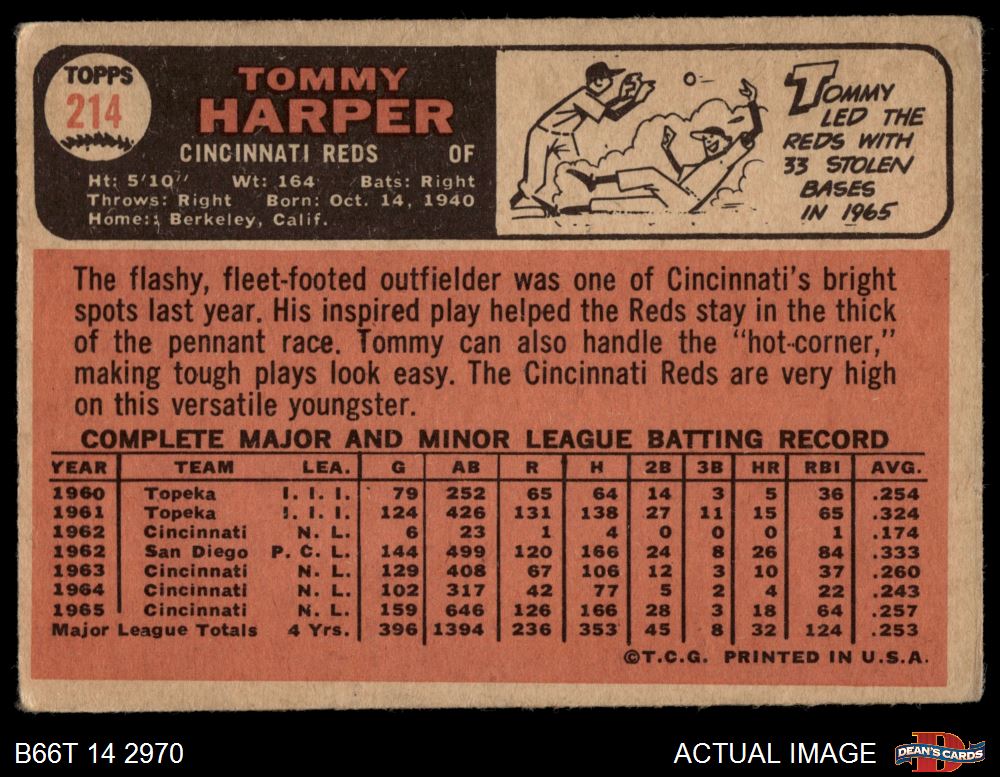 TOPPS
214
TOMMY
HARPER
CINCINNATI REDS OF
Ht: 5'10" Wt: 164 Bats: Right
Throws: Right Born: Oct. 14, 1940
Home:: Berkeley, Calif.
TOMMY
LED THE
REDS WITH
33 STOLEN
BASES
IN 1965
The flashy, fleet-footed outfielder was one of Cincinnati's bright
spots last year. His inspired play helped the Reds stay in the thick
of the pennant race. Tommy can also handle the "hot-corner,"
making tough plays look easy. The Cincinnati Reds are very high
on this versatile youngster.
COMPLETE MAJOR AND MINOR LEAGUE BATTING RECORD
YEAR TEAM LEA. G AB R H 2B 3B HR RBI AVG.
1960 Topeka I. I. I. 79 252 65 64 14 3 5 36 .254
1961 Topeka I. I. I. 124 426 131 138 27 11 15 65 .324
1962 Cincinnati N. L. 6 23 1 4 0 0 0 1 .174
1962 San Diego P. C. L. 144 499 120 166 24 8 26 84 .333
1963 Cincinnati N. L. 129 408 67 106 12 3 10 37 .260
1964 Cincinnati N. L. 102 317 42 77 5 2 4 22 .243
1965 Cincinnati N. L. 159 646 126 166 28 3 18 64 .257
Major League Totals 4 Yrs. 396 1394 236 353 45 8 32 124 .253
©T.C.G. PRINTED IN U.S.A.
B66T 14 2970 ACTUAL IMAGE
D
DEAN'S CARDS